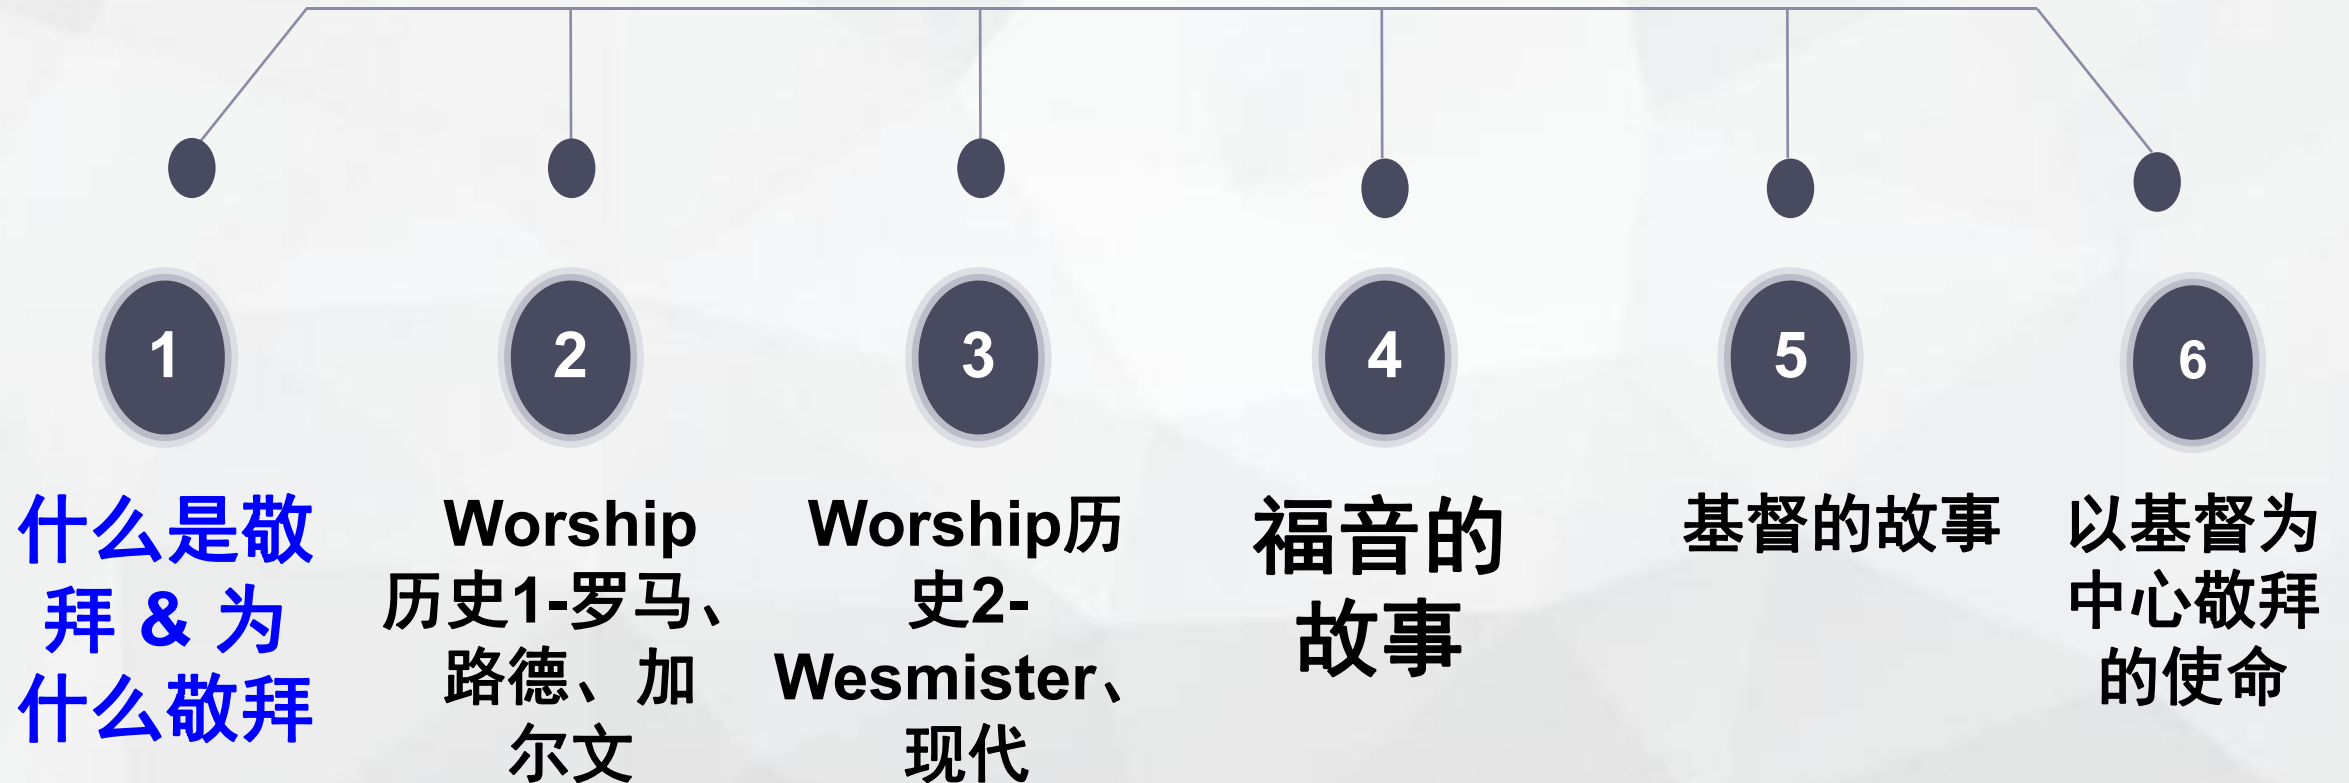 1
什么是敬
拜 & 为
什么敬拜
2
Worship
历史1-罗马、
路德、加
尔文
3
Worship历
史2-
Wesmister、
现代
4
福音的
故事
5
基督的故事
6
以基督为
中心敬拜
的使命